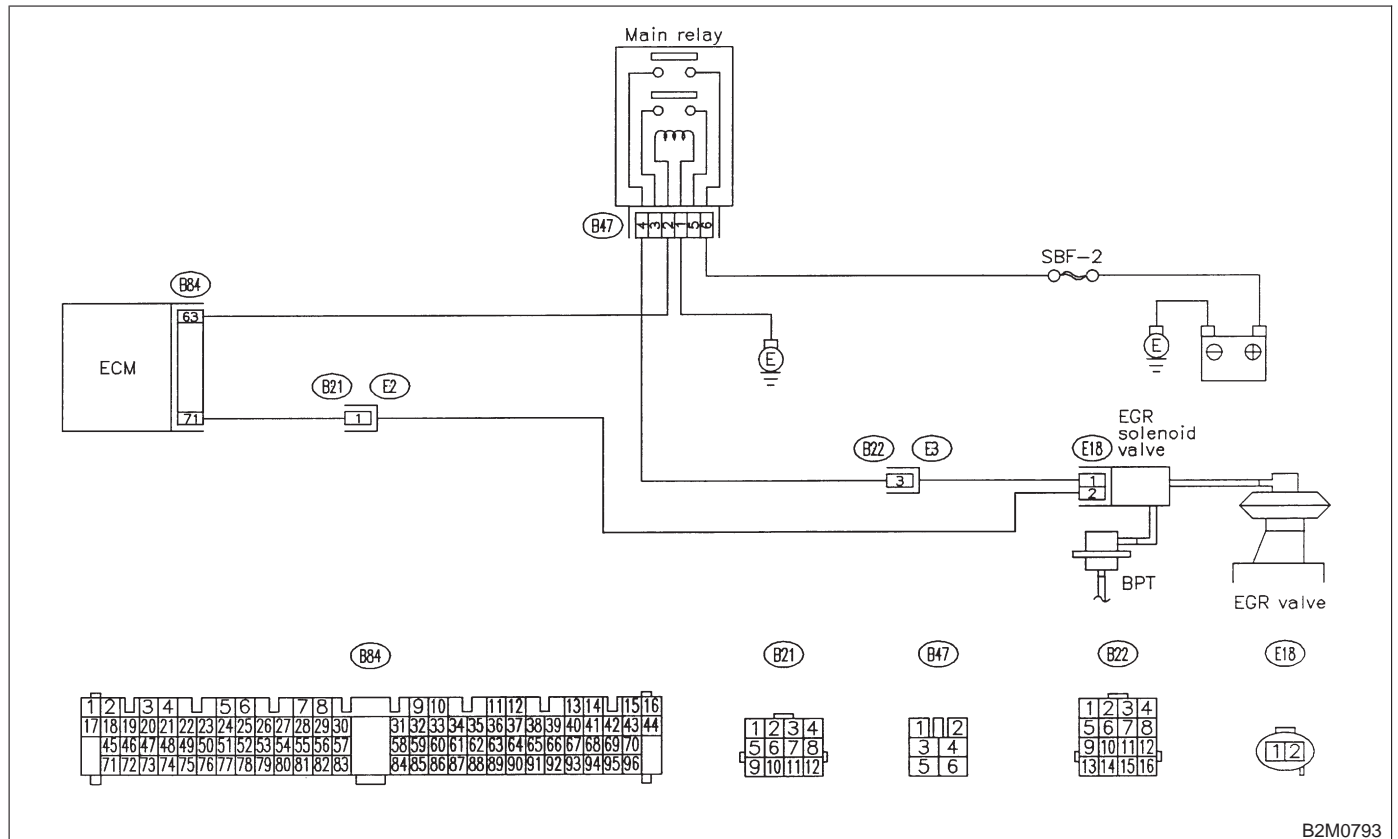 Main relay
B47
4 3 2 1 5 6
SBF-2
B84
63
E
E
⊖ ⊕
ECM
B21 E2
71
1
EGR
solenoid
valve
B22 E3
E18
3
1
2
BPT
EGR valve
B84
1 2 3 4 5 6 7 8 9 10 11 12 13 14 15 16
17 18 19 20 21 22 23 24 25 26 27 28 29 30 31 32 33 34 35 36 37 38 39 40 41 42 43 44
45 46 47 48 49 50 51 52 53 54 55 56 57 58 59 60 61 62 63 64 65 66 67 68 69 70
71 72 73 74 75 76 77 78 79 80 81 82 83 84 85 86 87 88 89 90 91 92 93 94 95 96
B21
1 2 3 4
5 6 7 8
9 10 11 12
B47
1 2
3 4
5 6
B22
1 2 3 4
5 6 7 8
9 10 11 12
13 14 15 16
E18
1 2
B2M0793